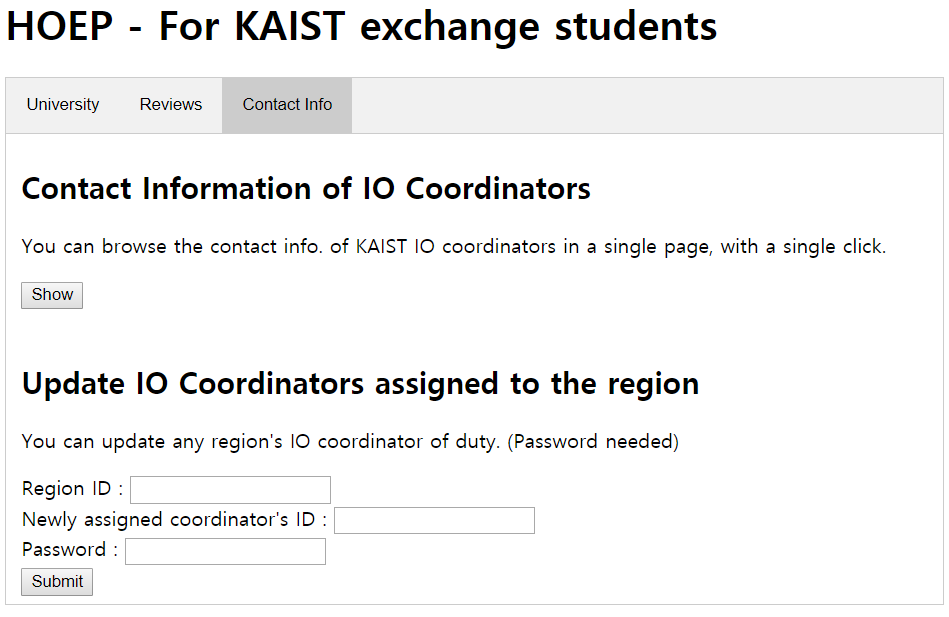 HOEP - For KAIST exchange students
University Reviews Contact Info
Contact Information of IO Coordinators
You can browse the contact info. of KAIST IO coordinators in a single page, with a single click.
Show
Update IO Coordinators assigned to the region
You can update any region's IO coordinator of duty. (Password needed)
Region ID :
Newly assigned coordinator's ID :
Password :
Submit